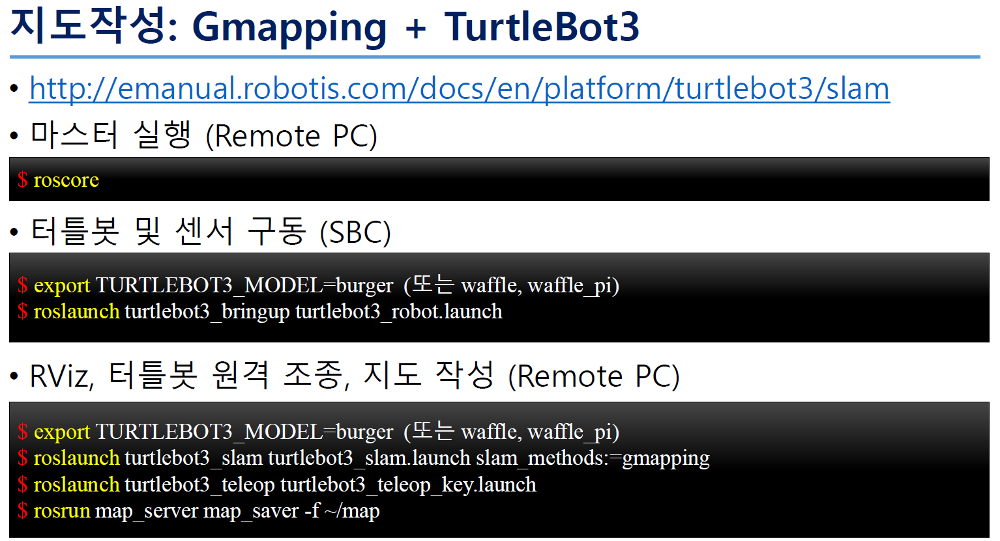 지도작성: Gmapping + TurtleBot3
• http://emanual.robotis.com/docs/en/platform/turtlebot3/slam
• 마스터 실행 (Remote PC)
$ roscore
• 터틀봇 및 센서 구동 (SBC)
$ export TURTLEBOT3_MODEL=burger (또는 waffle, waffle_pi)
$ roslaunch turtlebot3_bringup turtlebot3_robot.launch
• RViz, 터틀봇 원격 조종, 지도 작성 (Remote PC)
$ export TURTLEBOT3_MODEL=burger (또는 waffle, waffle_pi)
$ roslaunch turtlebot3_slam turtlebot3_slam.launch slam_methods:=gmapping
$ roslaunch turtlebot3_teleop turtlebot3_teleop_key.launch
$ rosrun map_server map_saver -f ~/map